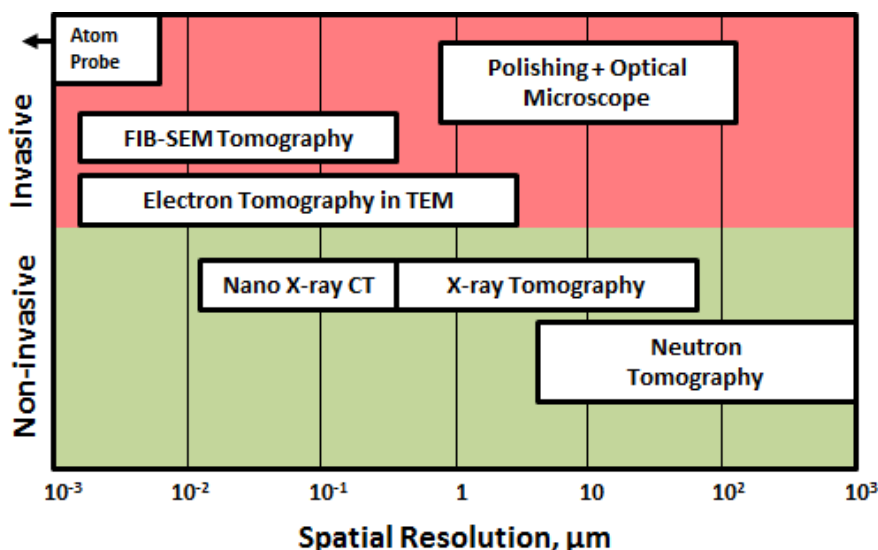 Atom
Probe
Polishing + Optical
Microscope
FIB-SEM Tomography
Electron Tomography in TEM
Invasive
Nano X-ray CT
X-ray Tomography
Neutron
Tomography
Non-invasive
10⁻³ 10⁻² 10⁻¹ 1 10 10² 10³
Spatial Resolution, μm